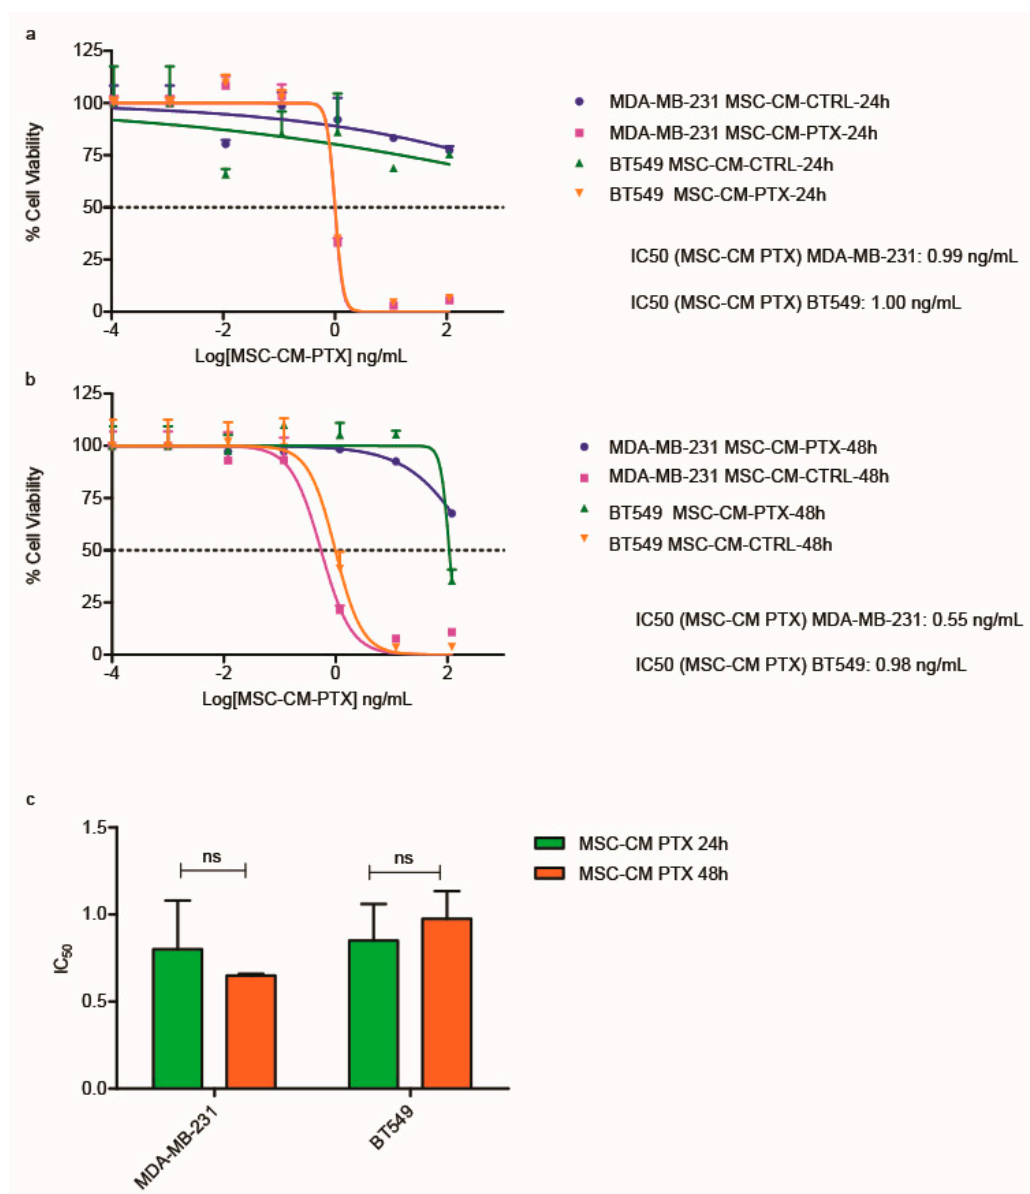 a
125
100
75
50
25
0
-4
-2
0
2
% Cell Viability
Log[MSC-CM-PTX] ng/mL
MDA-MB-231 MSC-CM-CTRL-24h
MDA-MB-231 MSC-CM-PTX-24h
BT549 MSC-CM-CTRL-24h
BT549 MSC-CM-PTX-24h
IC50 (MSC-CM PTX) MDA-MB-231: 0.99 ng/mL
IC50 (MSC-CM PTX) BT549: 1.00 ng/mL
b
125
100
75
50
25
0
-4
-2
0
2
% Cell Viability
Log[MSC-CM-PTX] ng/mL
MDA-MB-231 MSC-CM-PTX-48h
MDA-MB-231 MSC-CM-CTRL-48h
BT549 MSC-CM-PTX-48h
BT549 MSC-CM-CTRL-48h
IC50 (MSC-CM PTX) MDA-MB-231: 0.55 ng/mL
IC50 (MSC-CM PTX) BT549: 0.98 ng/mL
c
1.5
1.0
0.5
0.0
IC50
ns
ns
MDA-MB-231
BT549
MSC-CM PTX 24h
MSC-CM PTX 48h